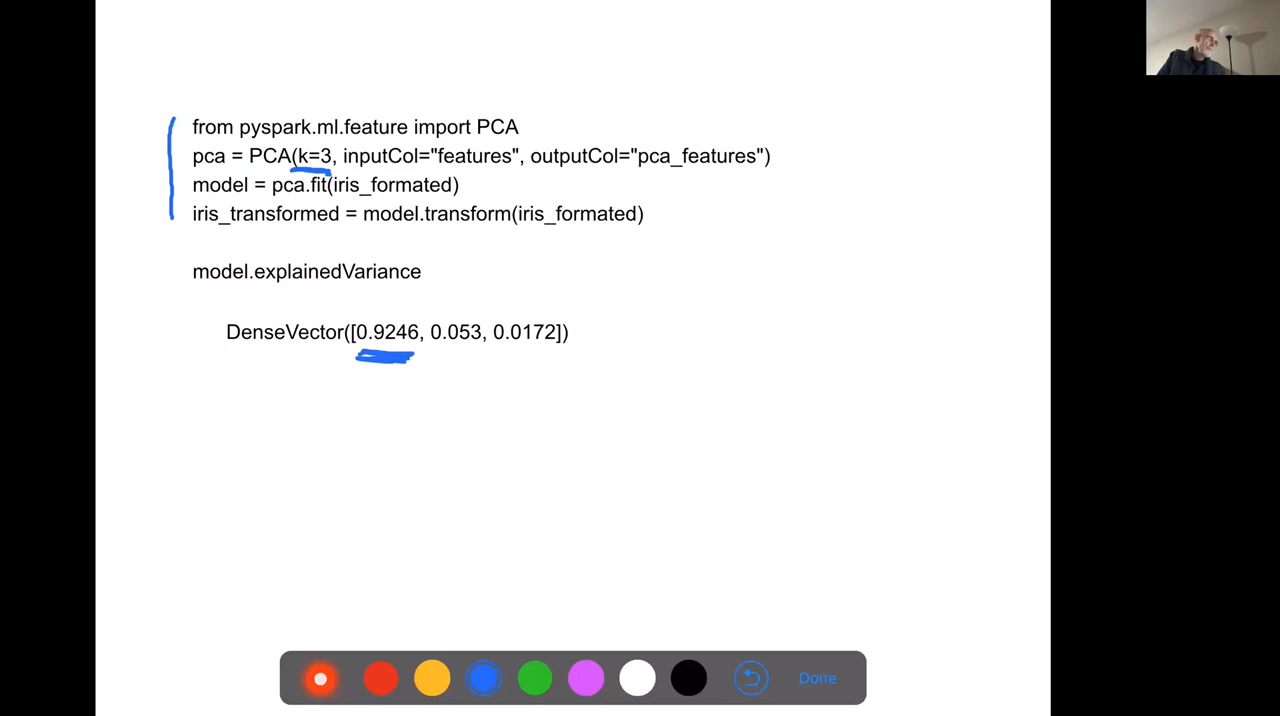 from pyspark.ml.feature import PCA
pca = PCA(k=3, inputCol="features", outputCol="pca_features")
model = pca.fit(iris_formated)
iris_transformed = model.transform(iris_formated)
model.explainedVariance
DenseVector([0.9246, 0.053, 0.0172])
Done